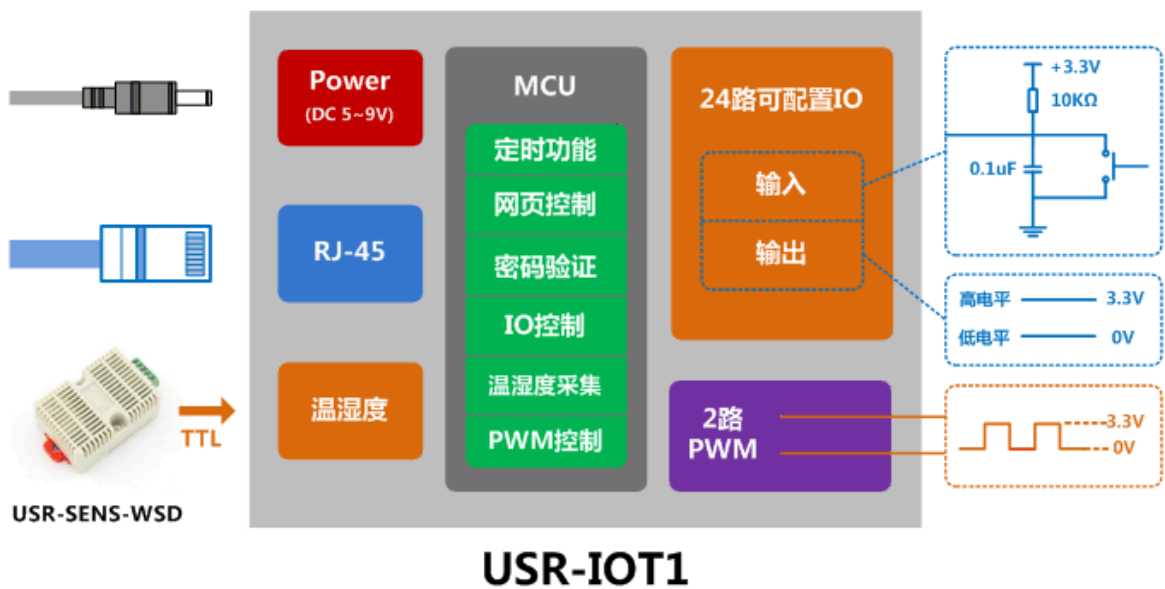 Power
(DC 5~9V)
RJ-45
温湿度
TTL
USR-SENS-WSD
MCU
定时功能
网页控制
密码验证
IO控制
温湿度采集
PWM控制
24路可配置IO
输入
输出
2路
PWM
+3.3V
10KΩ
0.1uF
高电平 3.3V
低电平 0V
3.3V
0V
USR-IOT1